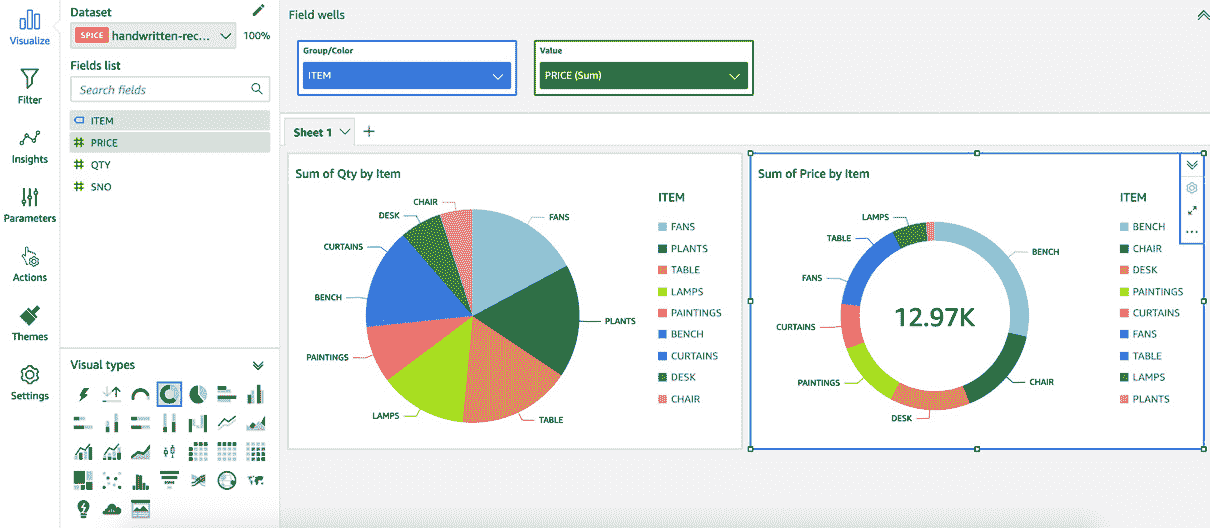 Visualize
Filter
Insights
Parameters
Actions
Themes
Settings
Dataset
SPICE handwritten-rec... 100%
Fields list
Search fields
ITEM
PRICE
QTY
SNO
Visual types
Field wells
Group/Color
ITEM
Value
PRICE (Sum)
Sheet 1
Sum of Qty by Item
CHAIR
FANS
DESK
CURTAINS
BENCH
PLANTS
PAINTINGS
LAMPS
TABLE
ITEM
FANS
PLANTS
TABLE
LAMPS
PAINTINGS
BENCH
CURTAINS
DESK
CHAIR
Sum of Price by Item
LAMPS
TABLE
BENCH
FANS
12.97K
CURTAINS
PAINTINGS
CHAIR
DESK
ITEM
BENCH
CHAIR
DESK
PAINTINGS
CURTAINS
FANS
TABLE
LAMPS
PLANTS